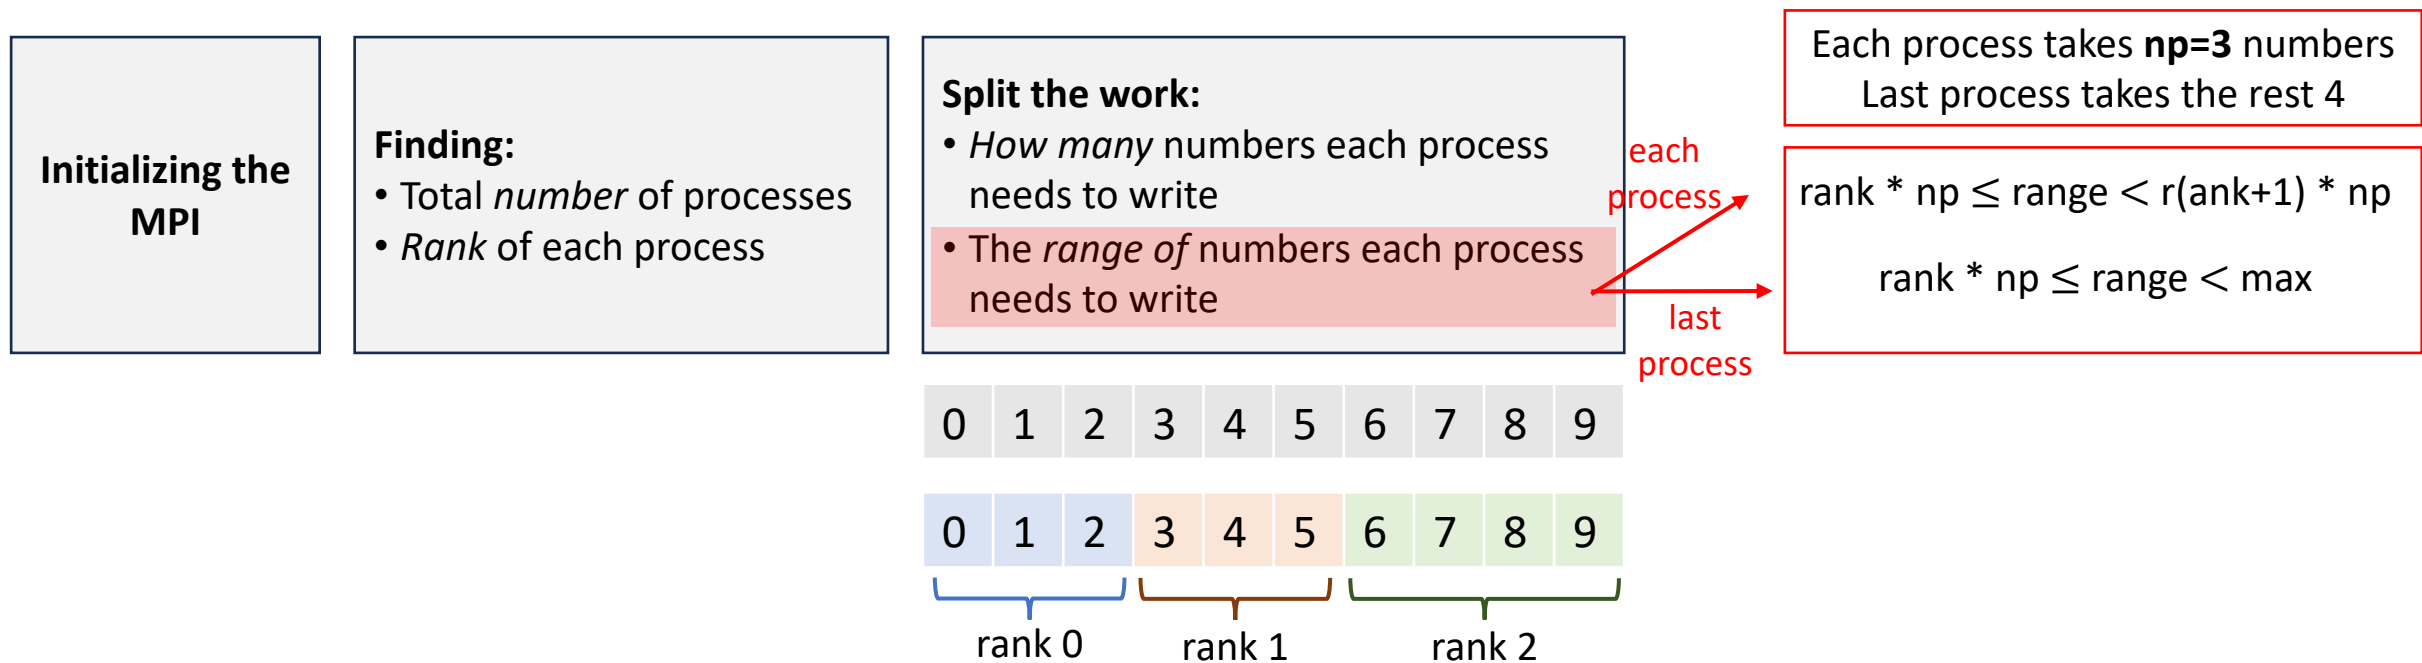 Initializing the
MPI
Finding:
• Total number of processes
• Rank of each process
Split the work:
• How many numbers each process
needs to write
• The range of numbers each process
needs to write
each
process
last
process
Each process takes np=3 numbers
Last process takes the rest 4
rank * np ≤ range < r(ank+1) * np
rank * np ≤ range < max
0 1 2 3 4 5 6 7 8 9
0 1 2 3 4 5 6 7 8 9
rank 0 rank 1 rank 2